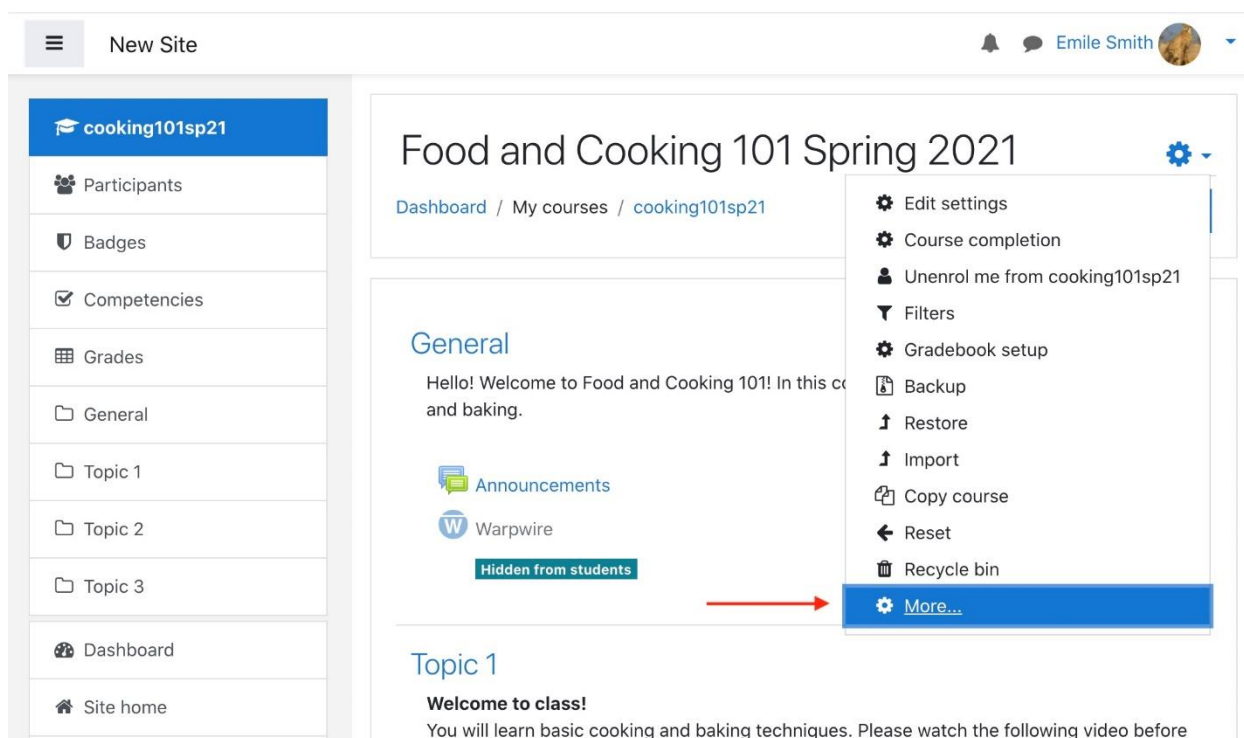 New Site
Emile Smith
cooking101sp21
Participants
Badges
Competencies
Grades
General
Topic 1
Topic 2
Topic 3
Dashboard
Site home
Food and Cooking 101 Spring 2021
Dashboard / My courses / cooking101sp21
Edit settings
Course completion
Unenrol me from cooking101sp21
Filters
Gradebook setup
Backup
Restore
Import
Copy course
Reset
Recycle bin
More...
General
Hello! Welcome to Food and Cooking 101! In this
and baking.
Announcements
W Warpwire
Hidden from students
Topic 1
Welcome to class!
You will learn basic cooking and baking techniques. Please watch the following video before